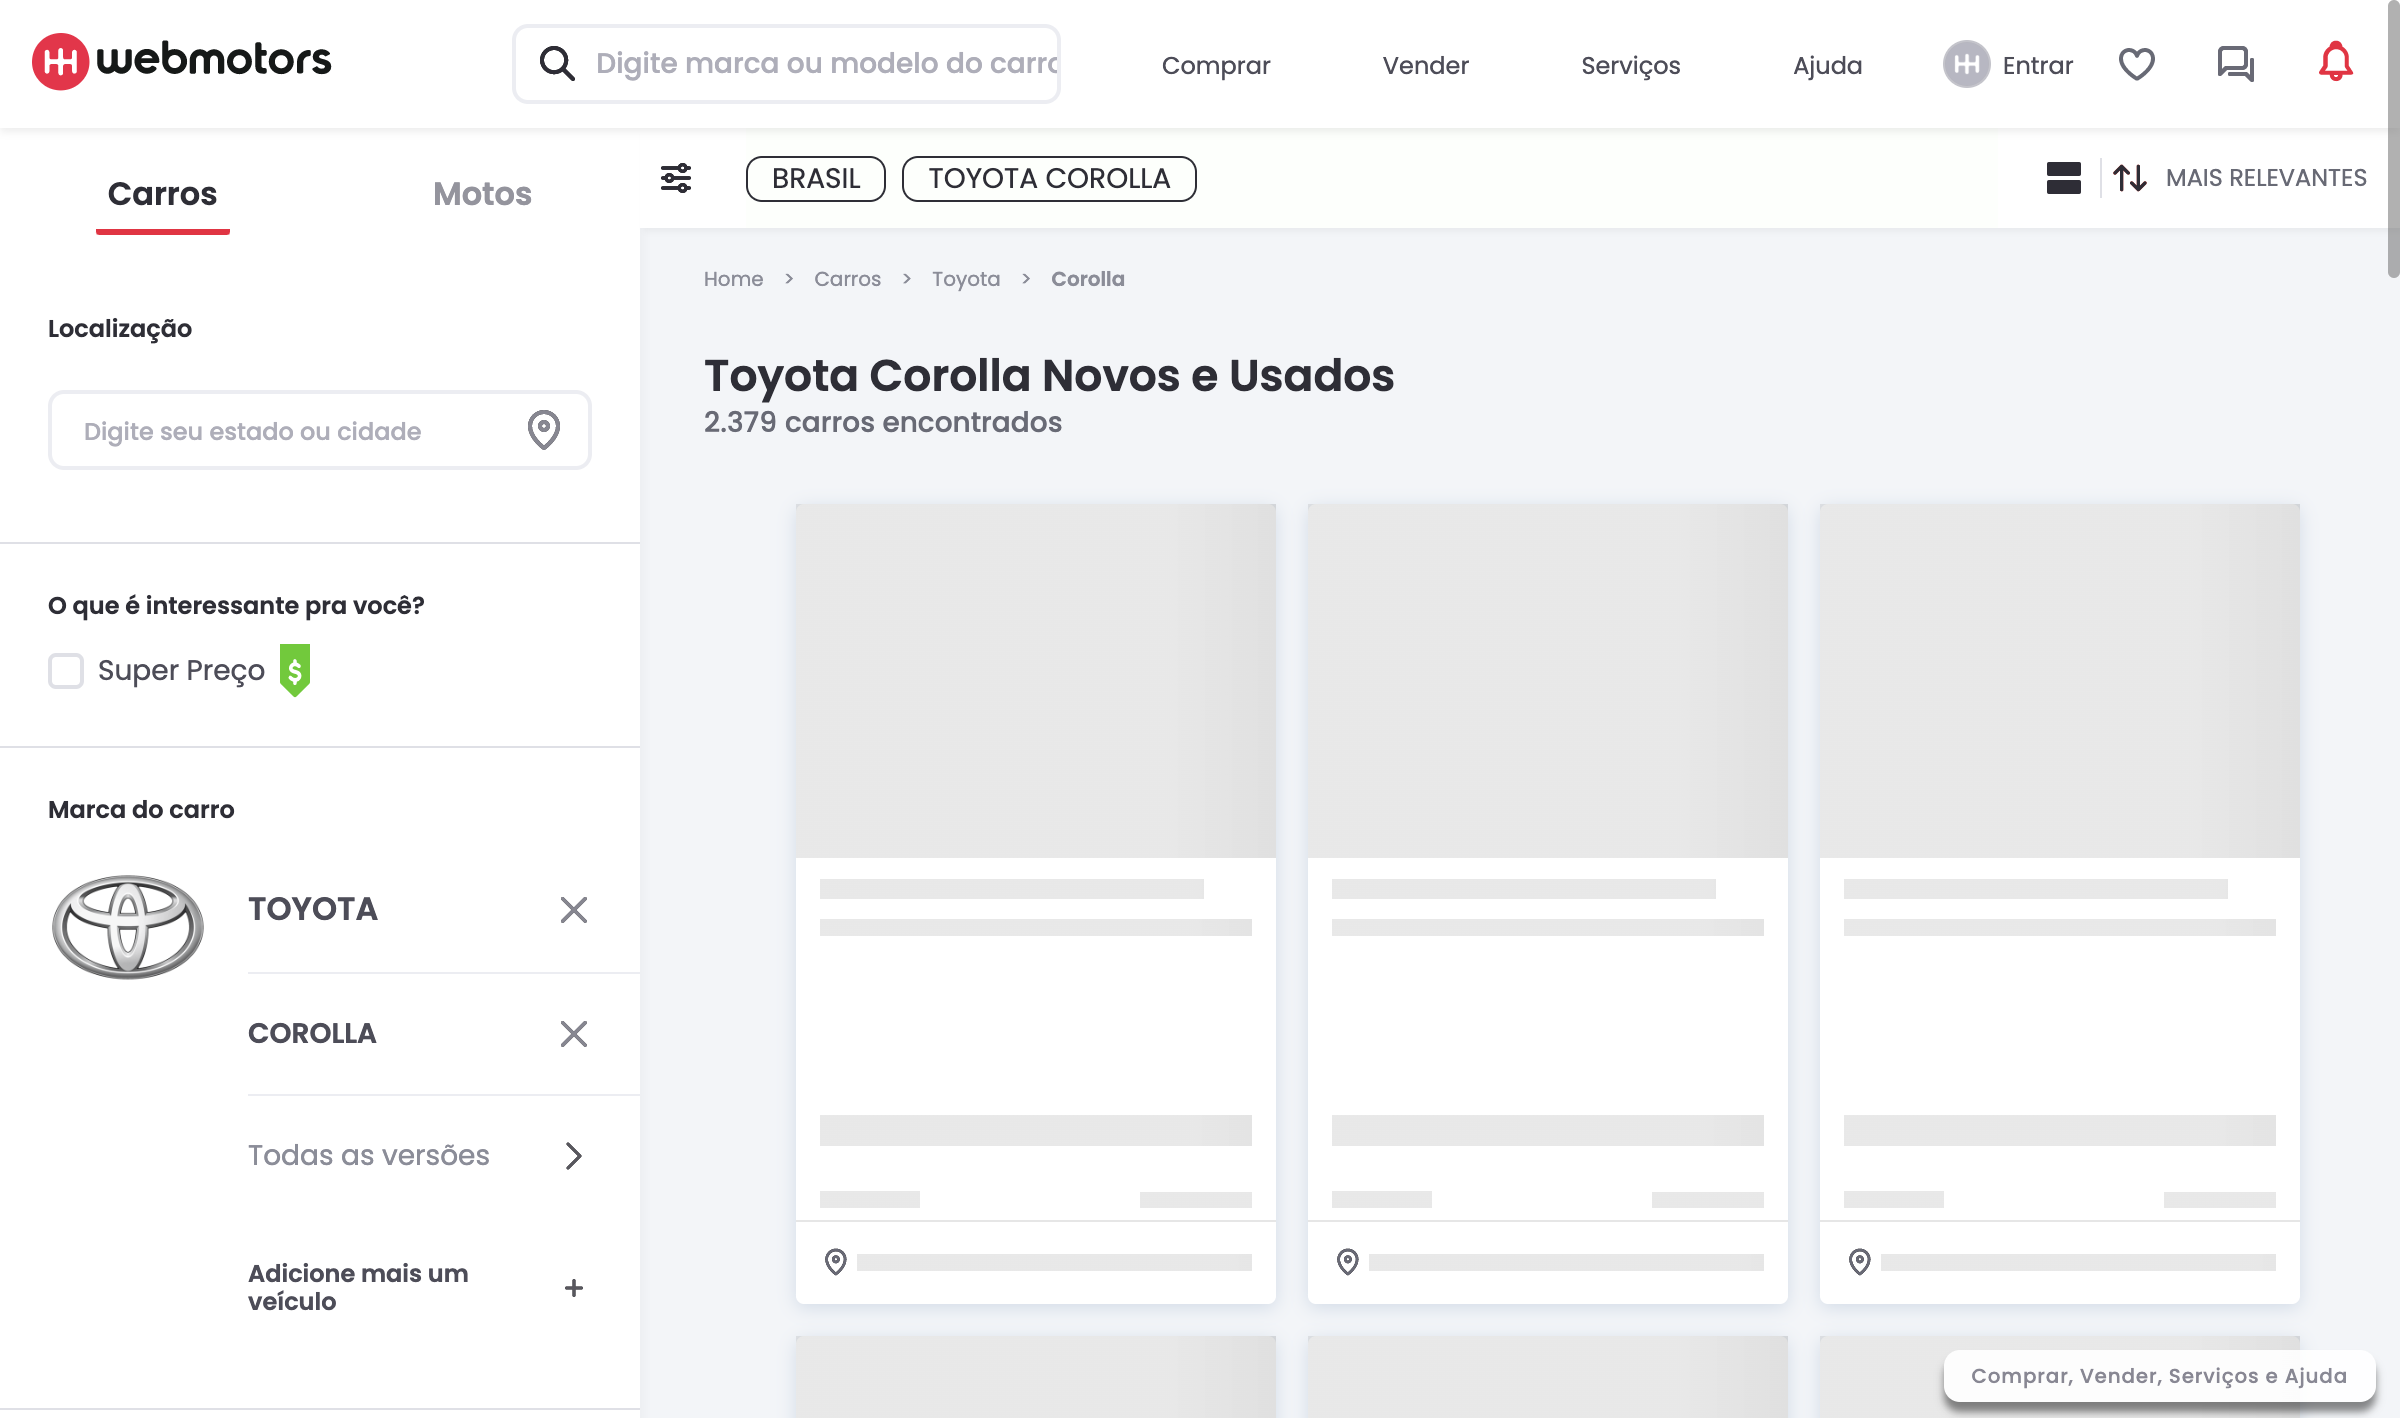 webmotors
Digite marca ou modelo do carro
Comprar
Vender
Serviços
Ajuda
Entrar
Carros
Motos
BRASIL
TOYOTA COROLLA
MAIS RELEVANTES
Home > Carros > Toyota > Corolla
Localização
Digite seu estado ou cidade
Toyota Corolla Novos e Usados
2.379 carros encontrados
O que é interessante pra você?
Super Preço
$
Marca do carro
TOYOTA
COROLLA
Todas as versões
Adicione mais um
veículo
Comprar, Vender, Serviços e Ajuda